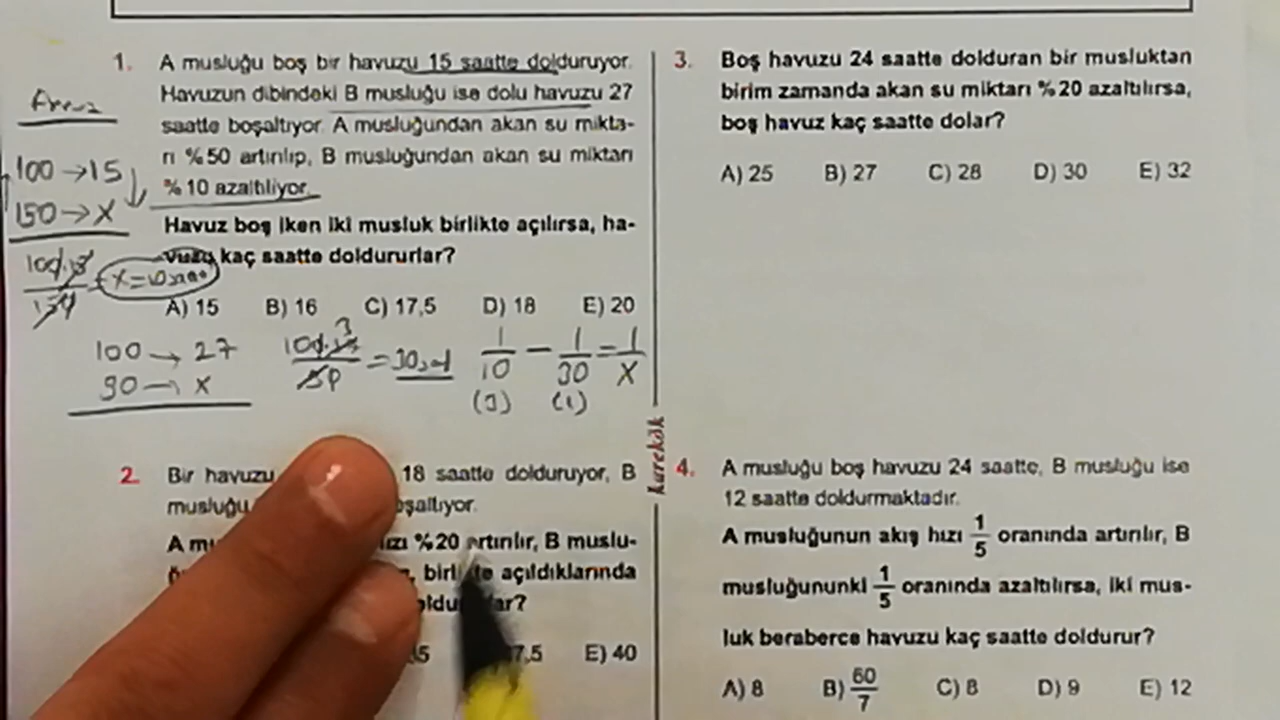 1. A musluğu boş bir havuzu 15 saatte dolduruyor.
Havuzun dibindeki B musluğu ise dolu havuzu 27
saatte boşaltıyor. A musluğundan akan su mikta-
rı %50 artırılıp, B musluğundan akan su miktarı
%10 azaltılıyor.
Havuz boş iken iki musluk birlikte açılırsa, ha-
vuzu kaç saatte doldururlar?
A) 15 B) 16 C) 17,5 D) 18 E) 20
100 → 15
150 → X
100.15
150
X = 10 saat
100 → 27
90 → X
= 30 saat
1/10 − 1/30 = 1/X
(3) (1)
2. Bir havuzu 18 saatte dolduruyor, B
musluğu
%20 artırılır, B muslu-
birlikte açıldıklarında
E) 40
3. Boş havuzu 24 saatte dolduran bir musluktan
birim zamanda akan su miktarı %20 azaltılırsa,
boş havuz kaç saatte dolar?
A) 25 B) 27 C) 28 D) 30 E) 32
karekök
4. A musluğu boş havuzu 24 saatte, B musluğu ise
12 saatte doldurmaktadır.
A musluğunun akış hızı 1/5 oranında artırılır, B
musluğununki 1/5 oranında azaltılırsa, iki mus-
luk beraberce havuzu kaç saatte doldurur?
A) 8 B) 60/7 C) 8 D) 9 E) 12